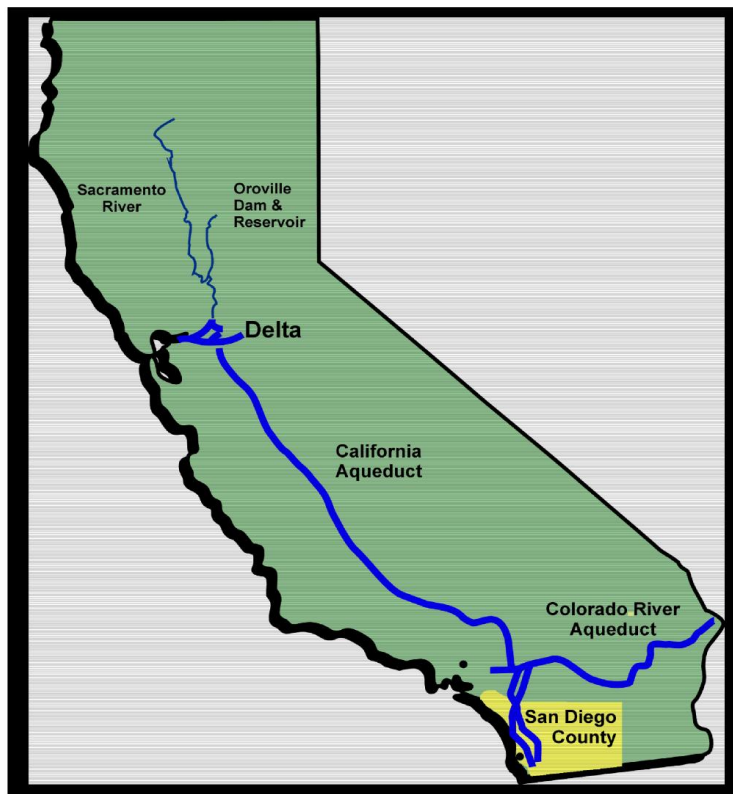 Sacramento
River
Oroville
Dam &
Reservoir
Delta
California
Aqueduct
Colorado River
Aqueduct
San Diego
County